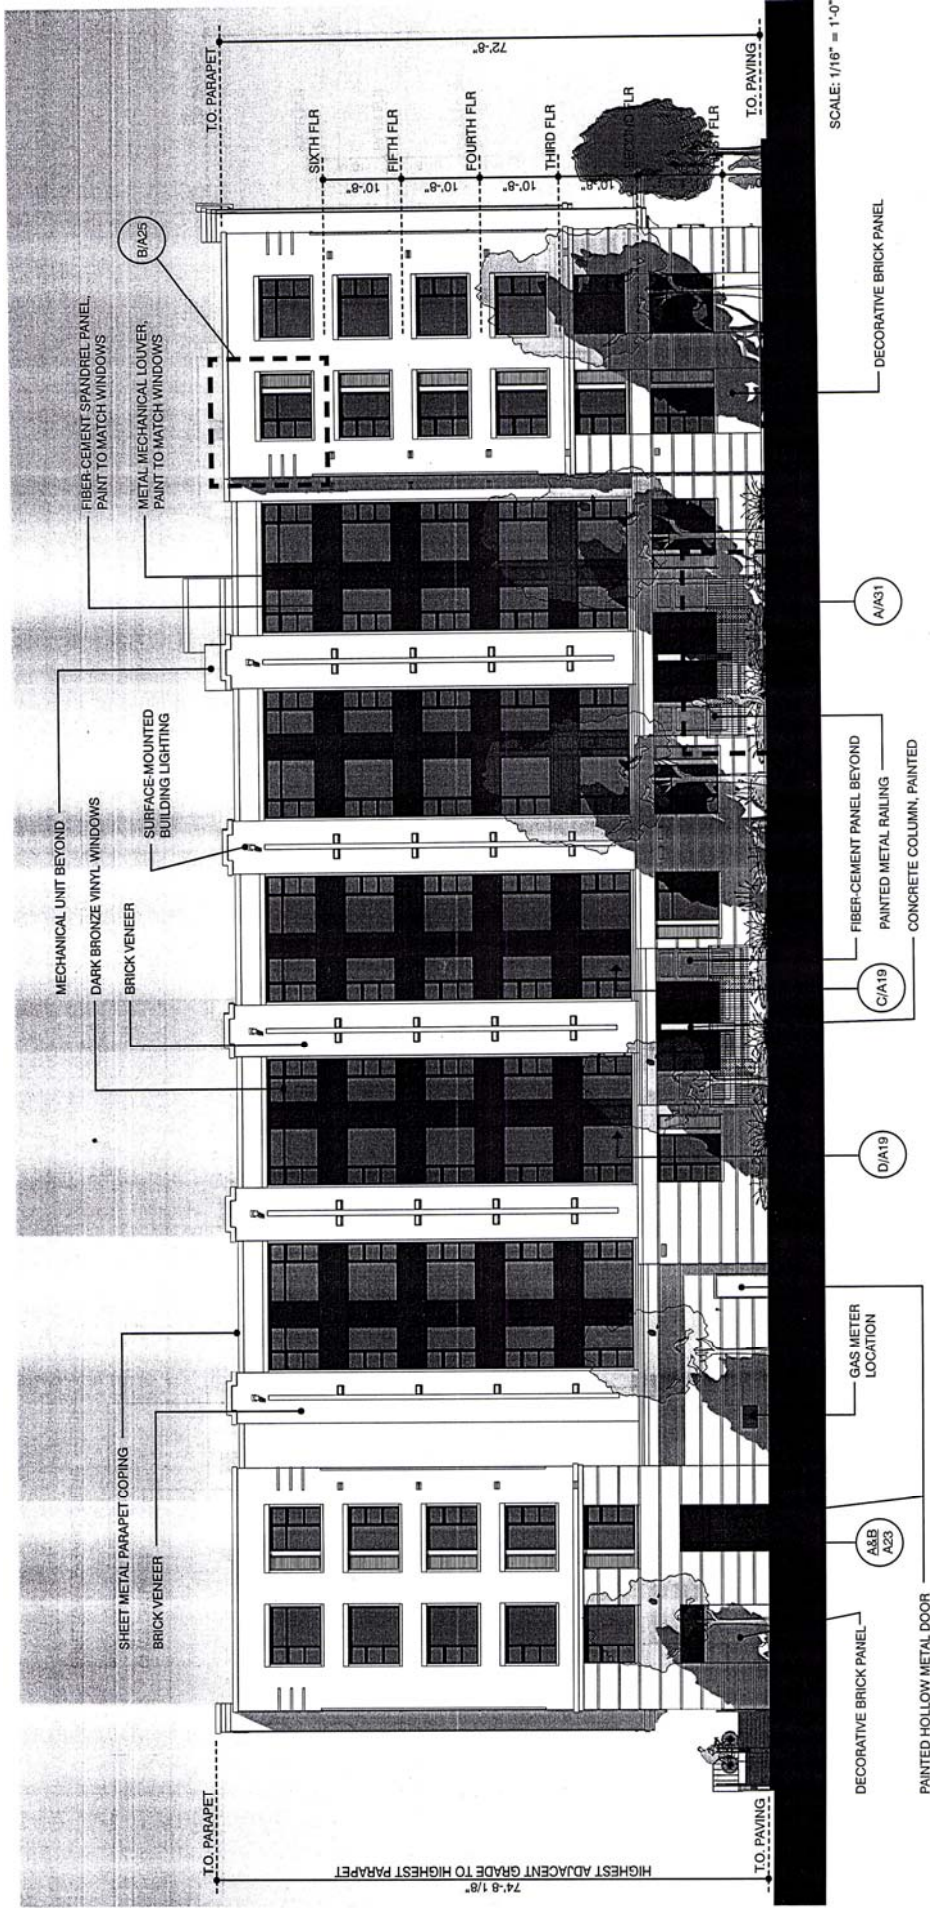 MECHANICAL UNIT BEYOND
DARK BRONZE VINYL WINDOWS
SURFACE-MOUNTED
BUILDING LIGHTING
BRICK VENEER
FIBER-CEMENT SPANDREL PANEL,
PAINT TO MATCH WINDOWS
METAL MECHANICAL LOUVER,
PAINT TO MATCH WINDOWS
B/A25
SHEET METAL PARAPET COPING
BRICK VENEER
T.O. PARAPET
74'-8 1/8"
HIGHEST ADJACENT GRADE TO HIGHEST PARAPET
T.O. PAVING
T.O. PARAPET
72'-8"
SIXTH FLR
10'-8"
FIFTH FLR
10'-8"
FOURTH FLR
10'-8"
THIRD FLR
10'-8"
SECOND FLR
FLR
T.O. PAVING
DECORATIVE BRICK PANEL
PAINTED HOLLOW METAL DOOR
A&B
A23
GAS METER
LOCATION
D/A19
C/A19
FIBER-CEMENT PANEL BEYOND
PAINTED METAL RAILING
CONCRETE COLUMN, PAINTED
A/A31
DECORATIVE BRICK PANEL
SCALE: 1/16" = 1'-0"